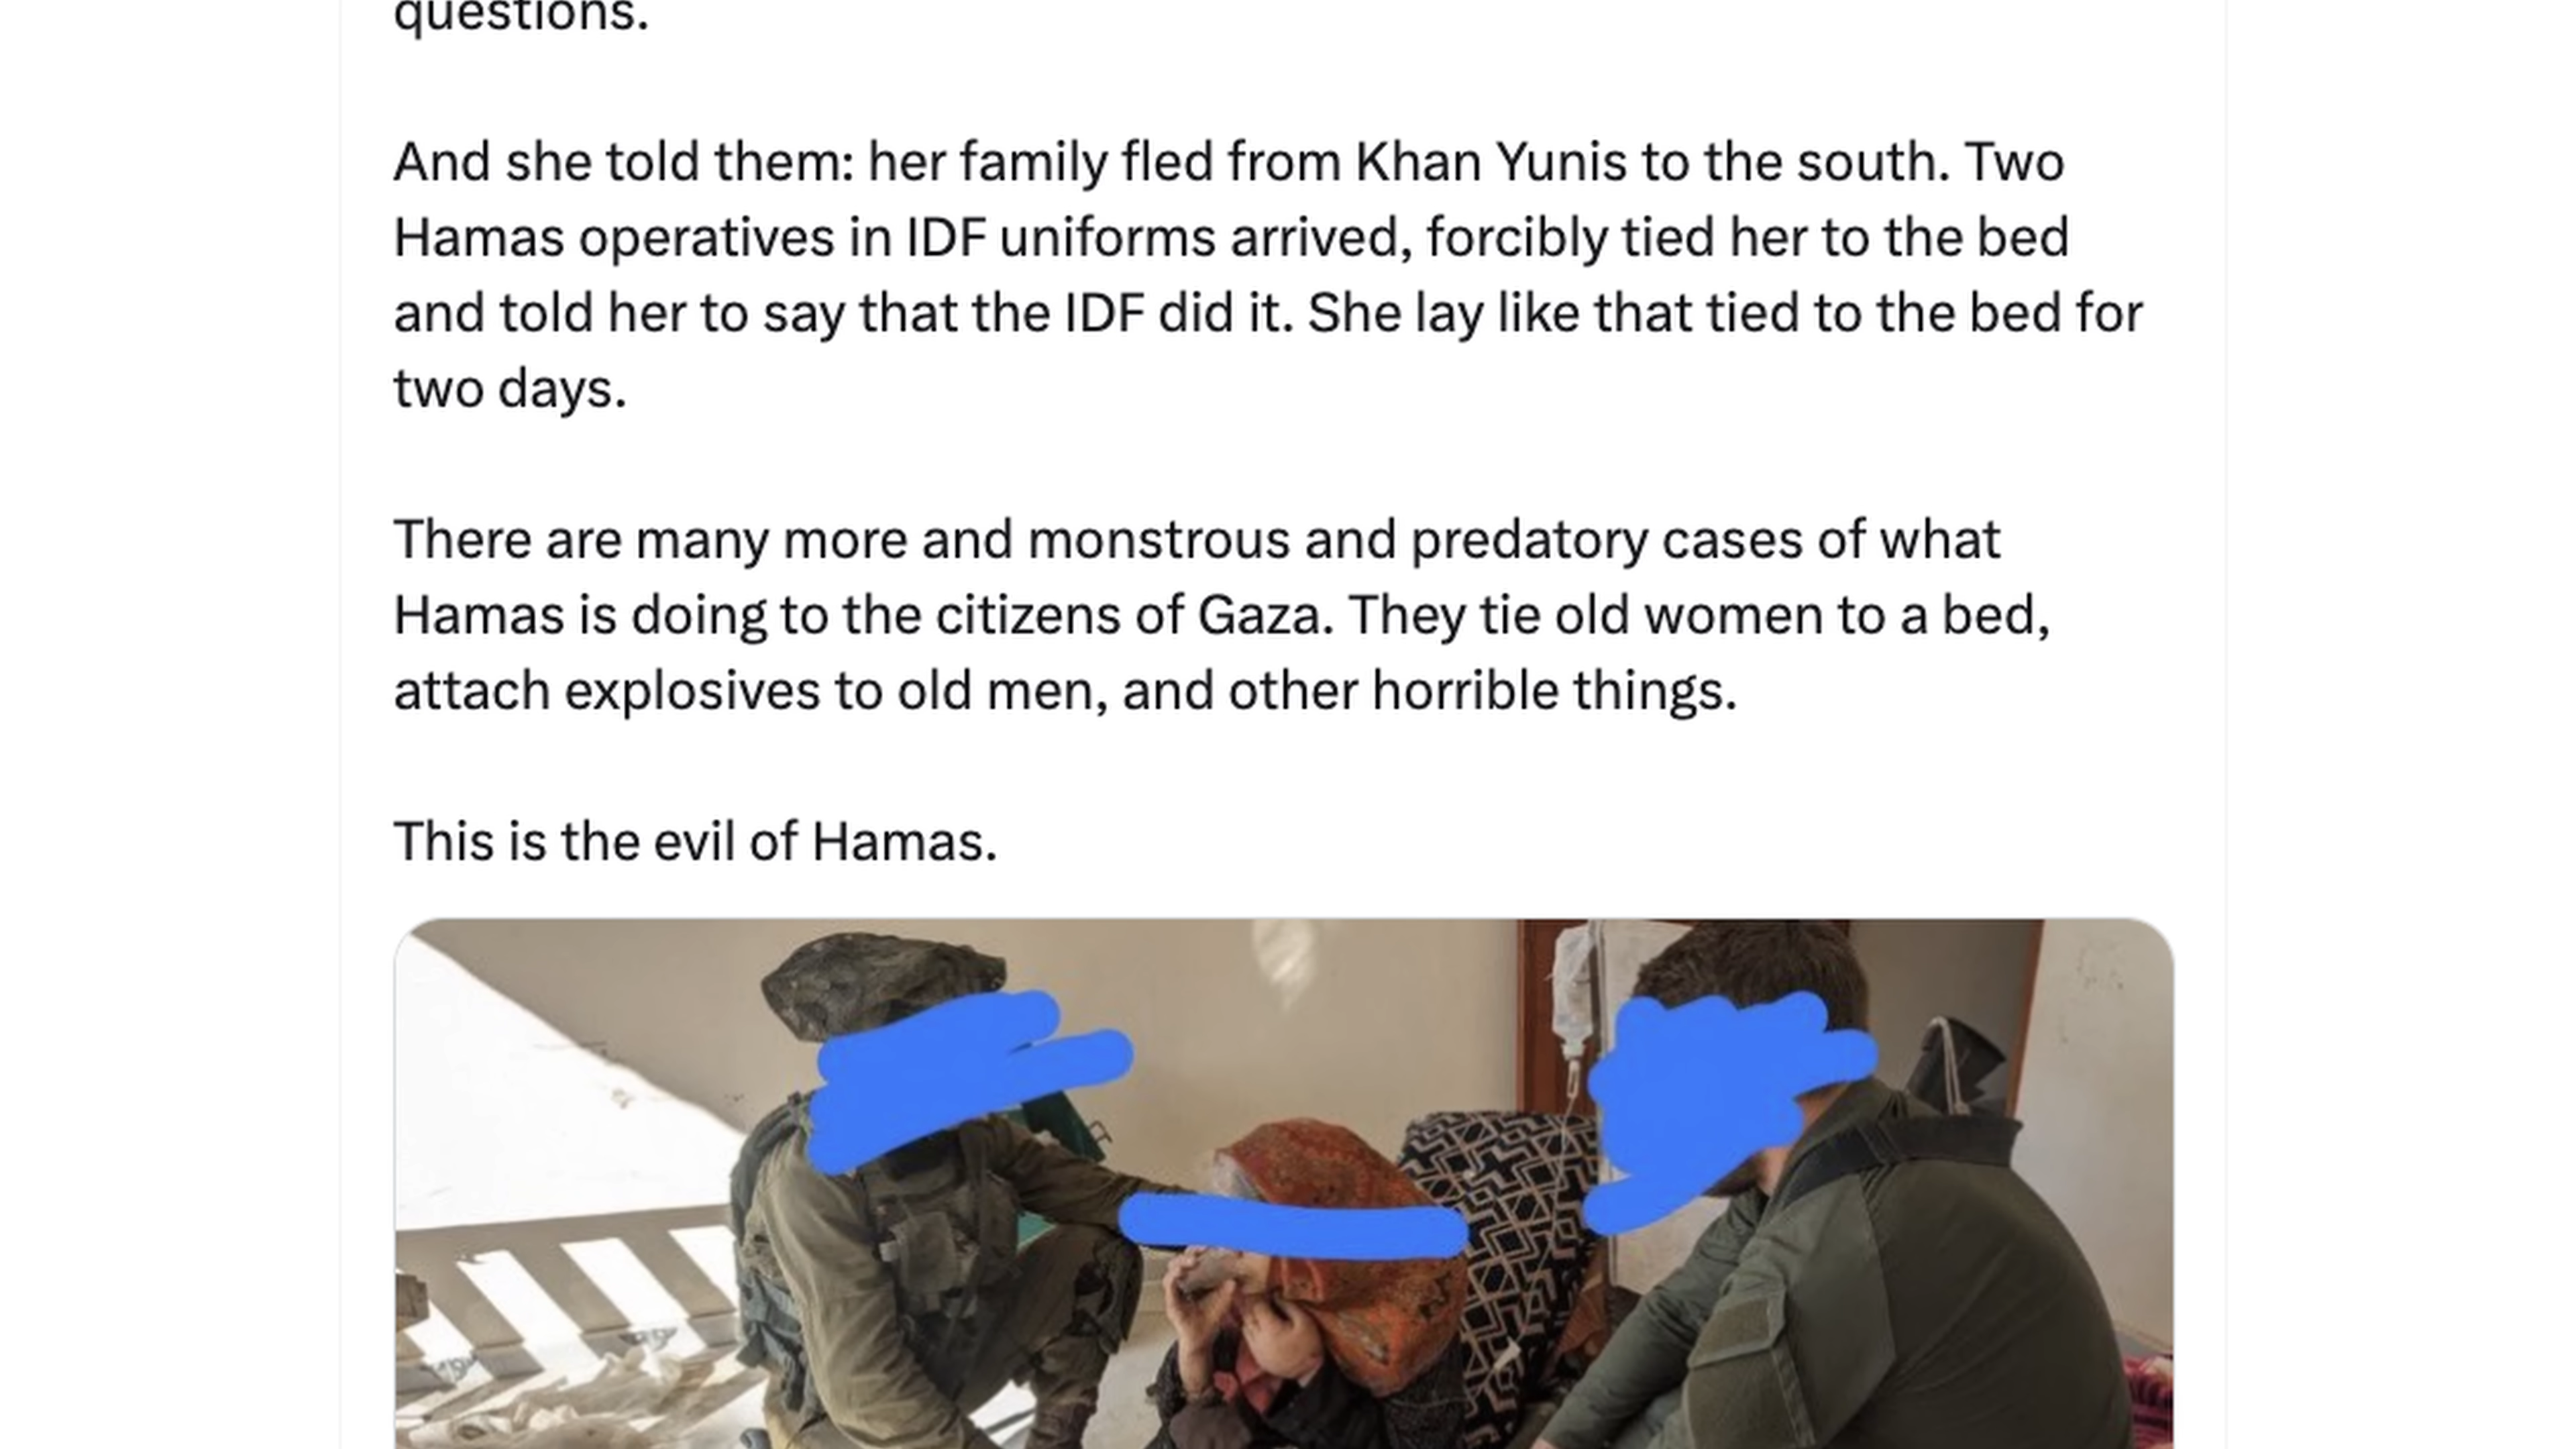 questions.
And she told them: her family fled from Khan Yunis to the south. Two
Hamas operatives in IDF uniforms arrived, forcibly tied her to the bed
and told her to say that the IDF did it. She lay like that tied to the bed for
two days.
There are many more and monstrous and predatory cases of what
Hamas is doing to the citizens of Gaza. They tie old women to a bed,
attach explosives to old men, and other horrible things.
This is the evil of Hamas.